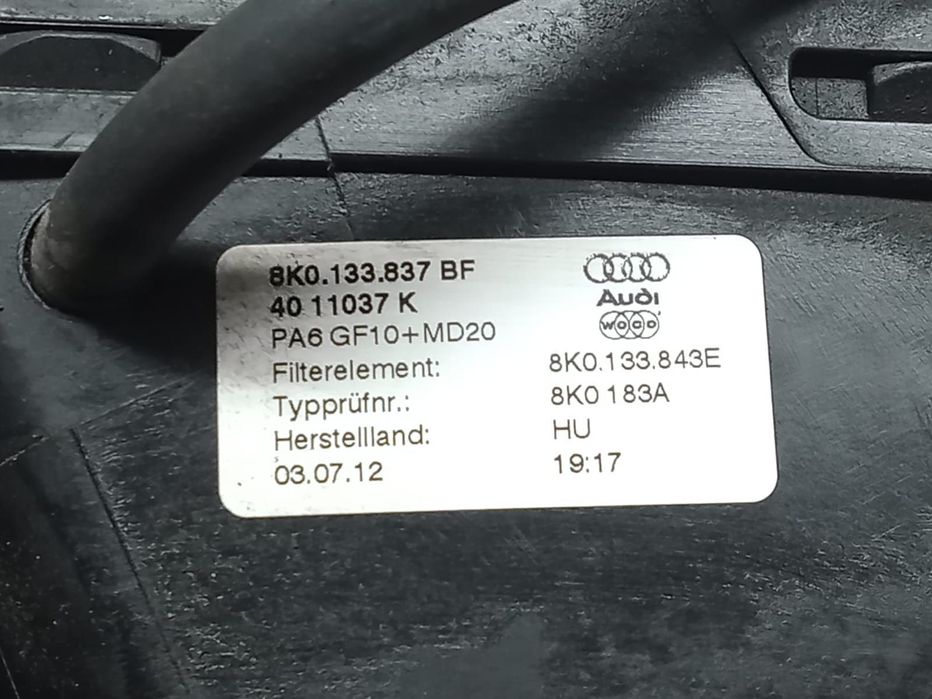 8K0.133.837 BF
40 11037 K
PA6 GF10+MD20
Audi
woco
Filterelement: 8K0.133.843E
Typprüfnr.: 8K0 183A
Herstellland: HU
03.07.12 19:17